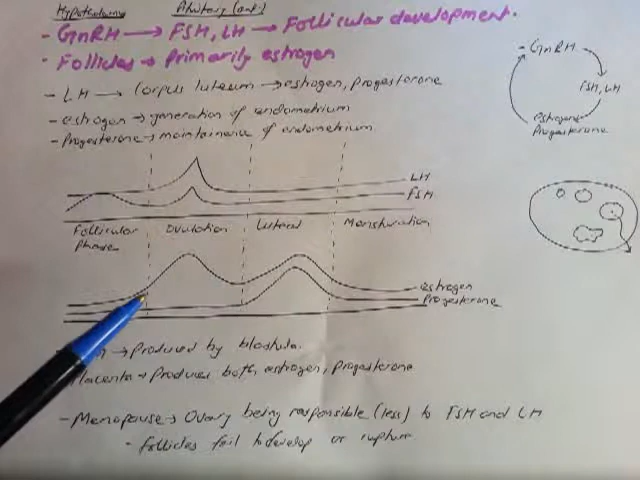 Hypothalamus Pituitary (ant.)
- GnRH → FSH, LH → Follicular development.
• Follicles → Primarily estrogen
- LH → Corpus luteum → estrogen, progesterone
- estrogen → generation of endometrium
- Progesterone → maintainence of endometrium
- GnRH
FSH, LH
estrogen
Progesterone
LH
FSH
Follicular phase Ovulation Luteal Menstruation
estrogen
Progesterone
→ Produced by blastula.
Placenta → Produces both estrogen, progesterone
- Menopause → Ovary being responsible (less) to FSH and LH
- follicles fail to develop or rupture